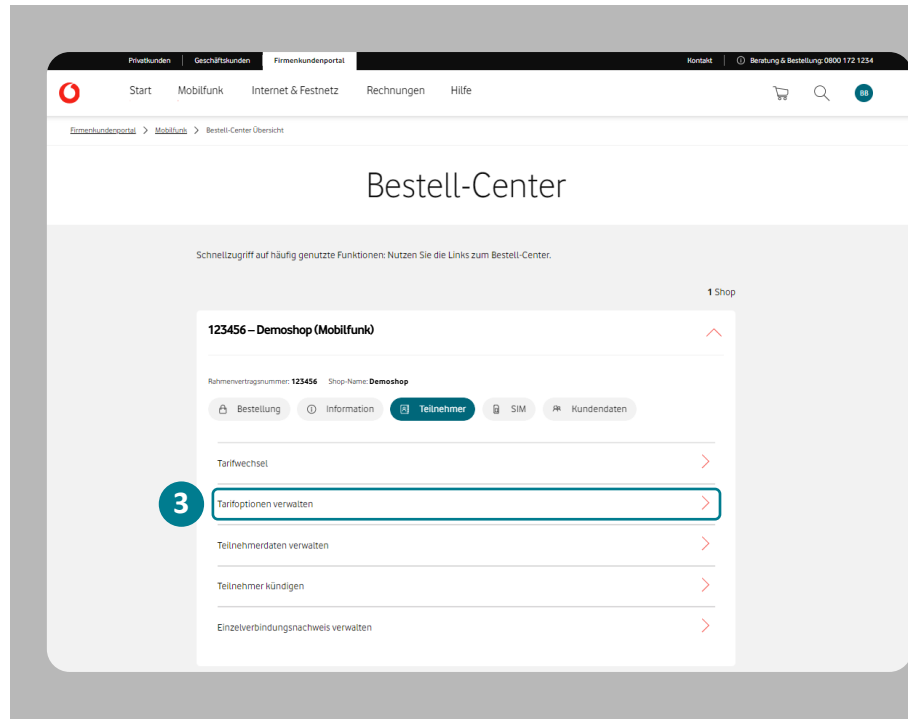 Privatkunden Geschäftskunden Firmenkundenportal Kontakt Beratung & Bestellung: 0800 172 1234
Start Mobilfunk Internet & Festnetz Rechnungen Hilfe BB
Firmenkundenportal > Mobilfunk > Bestell-Center Übersicht
Bestell-Center
Schnellzugriff auf häufig genutzte Funktionen: Nutzen Sie die Links zum Bestell-Center.
1 Shop
123456 – Demoshop (Mobilfunk)
Rahmenvertragsnummer: 123456 Shop-Name: Demoshop
Bestellung Information Teilnehmer SIM Kundendaten
Tarifwechsel
3 Tarifoptionen verwalten
Teilnehmerdaten verwalten
Teilnehmer kündigen
Einzelverbindungsnachweis verwalten